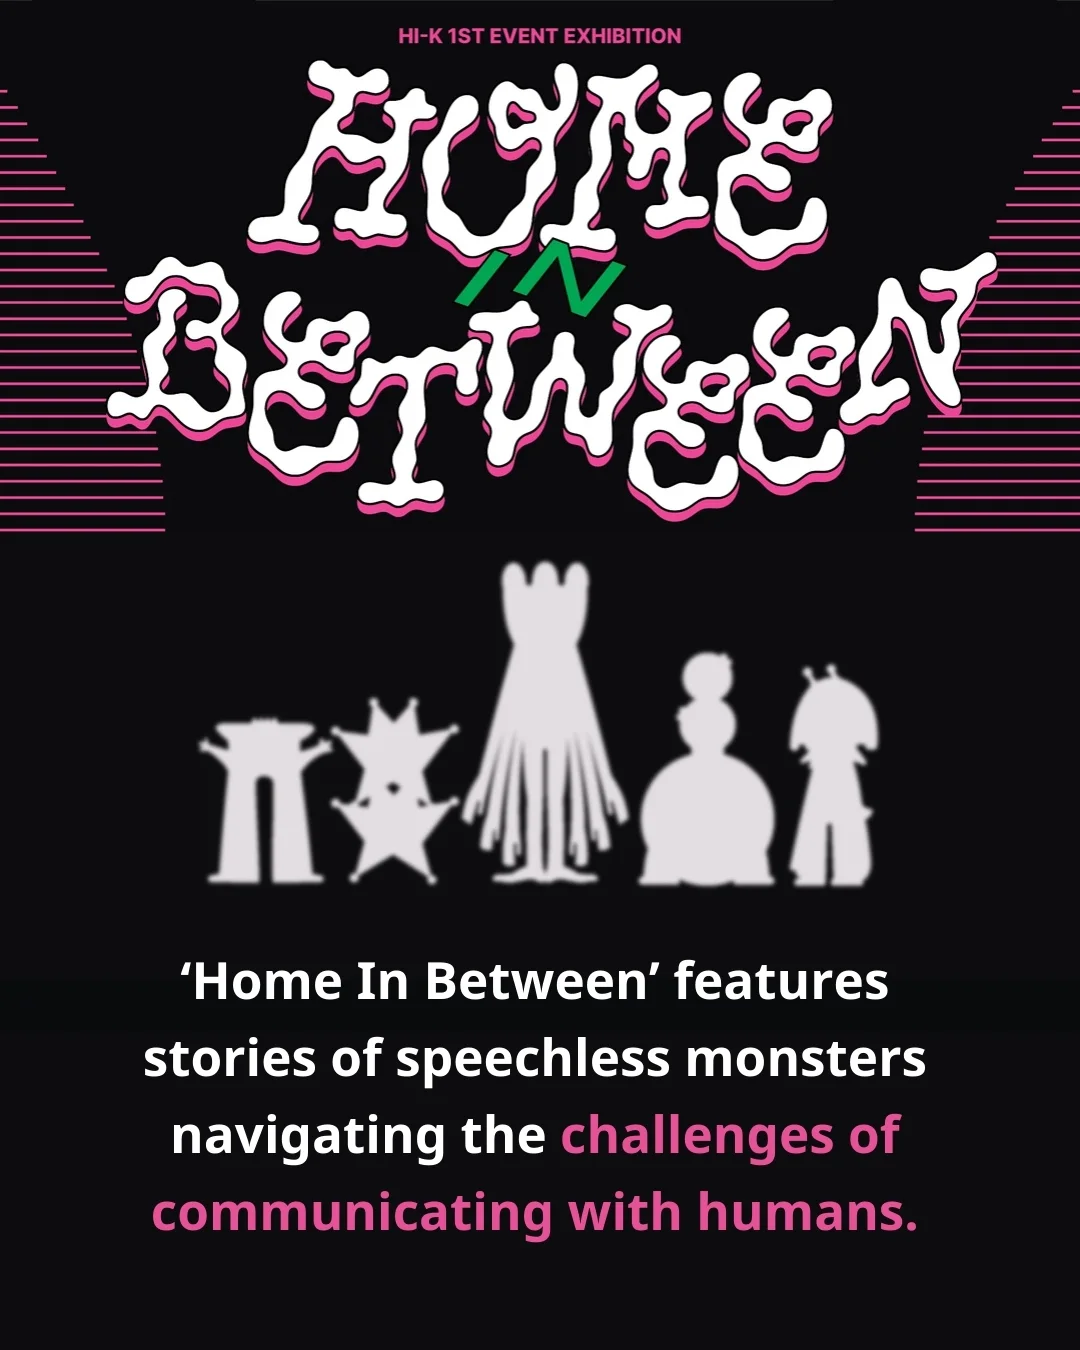 HI-K 1ST EVENT EXHIBITION
HOME
IN
BETWEEN
‘Home In Between’ features
stories of speechless monsters
navigating the challenges of
communicating with humans.